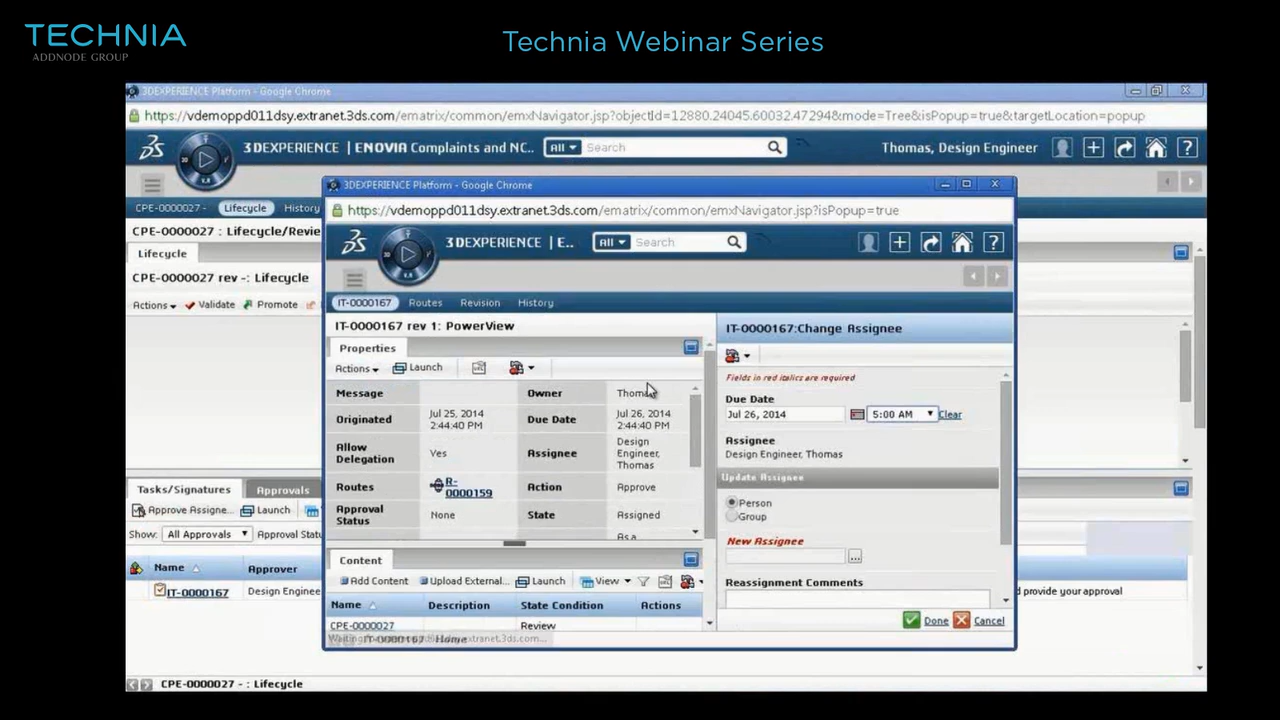 TECHNIA
ADDNODE GROUP
Technia Webinar Series
3DEXPERIENCE Platform - Google Chrome
https://vdemoppd011dsy.extranet.3ds.com/ematrix/common/emxNavigator.jsp?objectId=12880.24045.60032.47294&mode=Tree&isPopup=true&targetLocation=popup
3DEXPERIENCE | ENOVIA Complaints and NC.. All Search Thomas, Design Engineer
CPE-0000027 - Lifecycle History
CPE-0000027 : Lifecycle/Revie
Lifecycle
CPE-0000027 rev -: Lifecycle
Actions Validate Promote
3DEXPERIENCE Platform - Google Chrome
https://vdemoppd011dsy.extranet.3ds.com/ematrix/common/emxNavigator.jsp?isPopup=true
3DEXPERIENCE | E.. All Search
IT-0000167 Routes Revision History
IT-0000167 rev 1: PowerView
Properties
Actions Launch
Message Owner Thomas
Originated Jul 25, 2014 2:44:40 PM Due Date Jul 26, 2014 2:44:40 PM
Allow Delegation Yes Assignee Design Engineer, Thomas
Routes R-0000159 Action Approve
Approval Status None State Assigned
As a
Content
Add Content Upload External... Launch View
Name Description State Condition Actions
CPE-0000027 Review
IT-0000167: Home
IT-0000167:Change Assignee
Fields in red italics are required
Due Date
Jul 26, 2014 5:00 AM Clear
Assignee
Design Engineer, Thomas
Update Assignee
Person
Group
New Assignee
...
Reassignment Comments
Done Cancel
Tasks/Signatures Approvals
Approve Assigne... Launch
Show: All Approvals Approval Statu
Name Approver
IT-0000167 Design Enginee
d provide your approval
CPE-0000027 - : Lifecycle